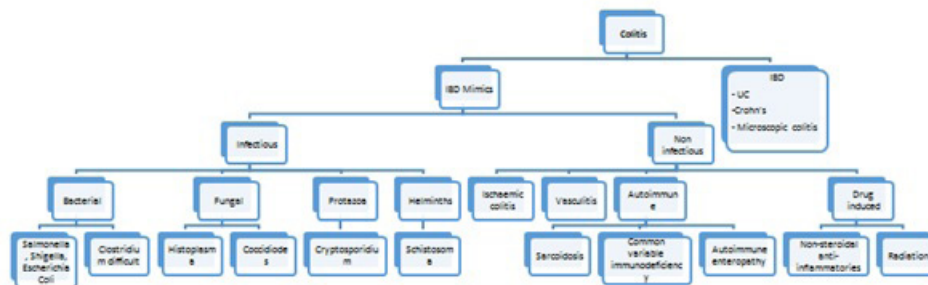 Colitis
IBD Mimics
IBD
- UC
-Crohn's
- Microscopic colitis
Infectious
Non
infectious
Bacterial
Fungal
Protazoa
Helminths
Ischaemic
colitis
Vasculitis
Autoimmun
e
Drug
induced
Salmonella
, Shigella,
Escherichia
Coli
Clostridiu
m difficult
Histoplasm
a
Coccidiode
s
Cryptosporidiu
m
Schistosom
a
Sarcoidosis
Common
variable
immunodeficienc
y
Autoimmune
enteropathy
Non-steroidal
anti-
inflammatories
Radiation